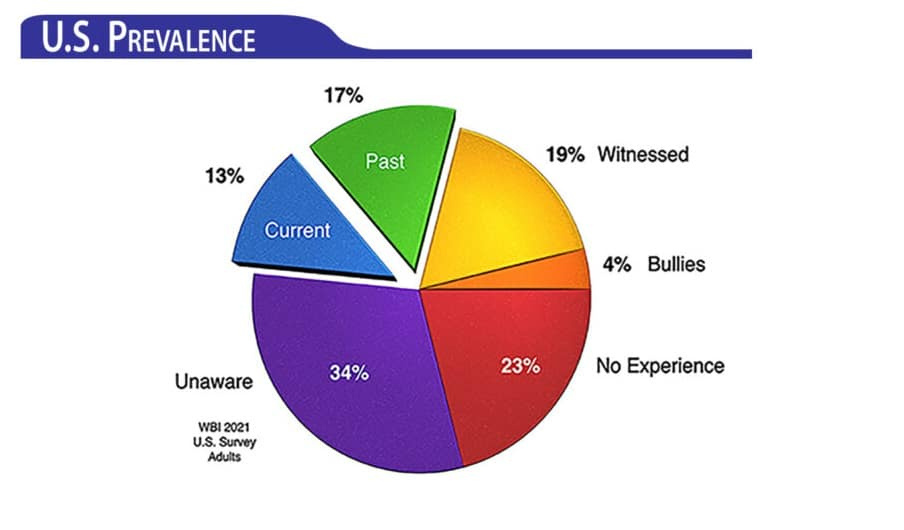 U.S. PREVALENCE
17%
Past
19% Witnessed
13%
Current
4% Bullies
34%
23%
No Experience
Unaware
WBI 2021
U.S. Survey
Adults